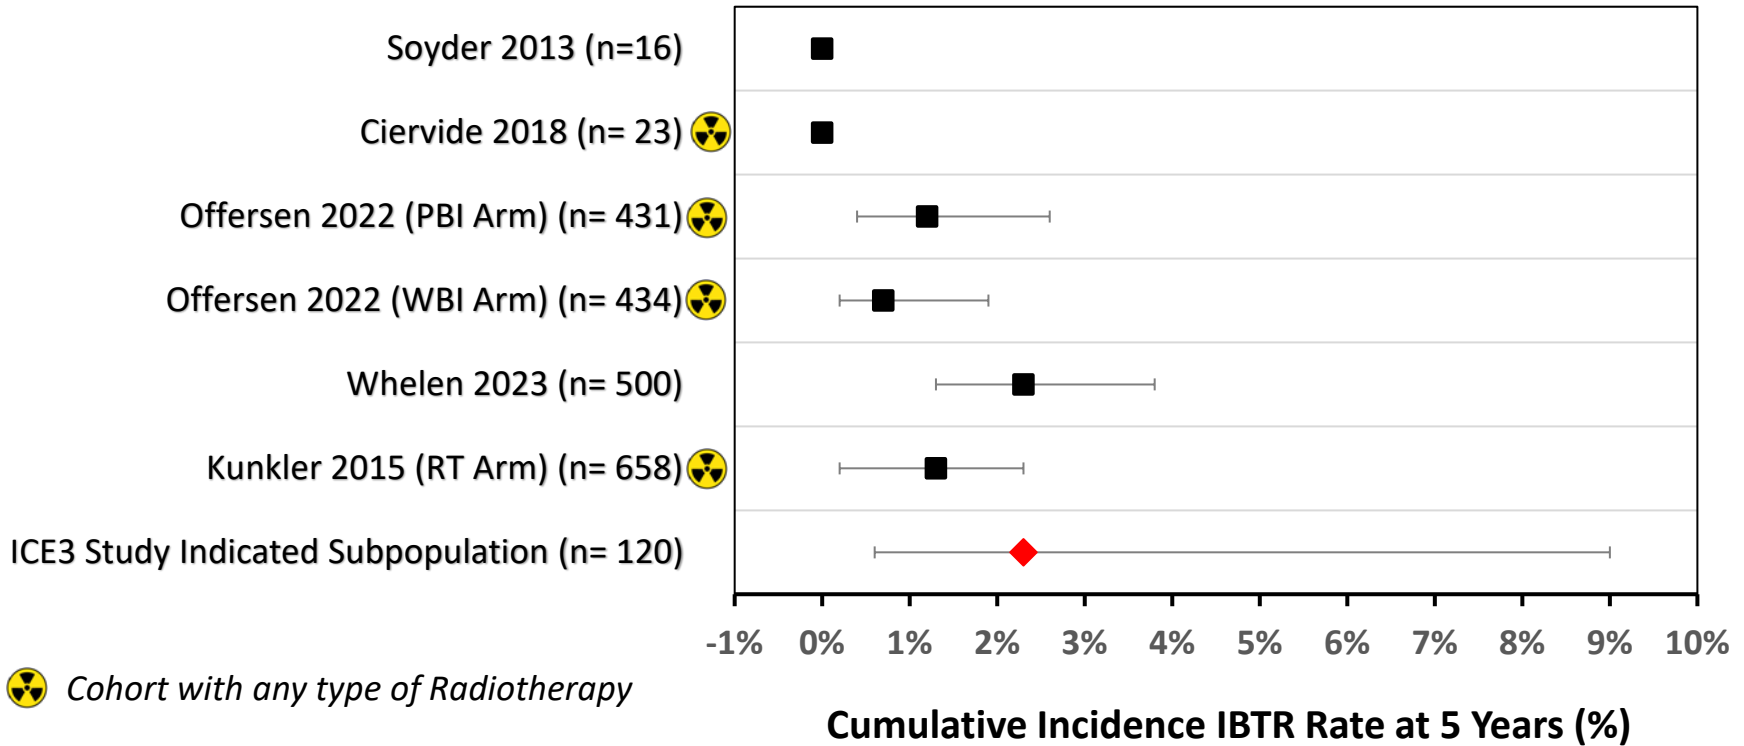 Soyder 2013 (n=16)
Ciervide 2018 (n= 23)
Offersen 2022 (PBI Arm) (n= 431)
Offersen 2022 (WBI Arm) (n= 434)
Whelen 2023 (n= 500)
Kunkler 2015 (RT Arm) (n= 658)
ICE3 Study Indicated Subpopulation (n= 120)
-1% 0% 1% 2% 3% 4% 5% 6% 7% 8% 9% 10%
Cohort with any type of Radiotherapy
Cumulative Incidence IBTR Rate at 5 Years (%)